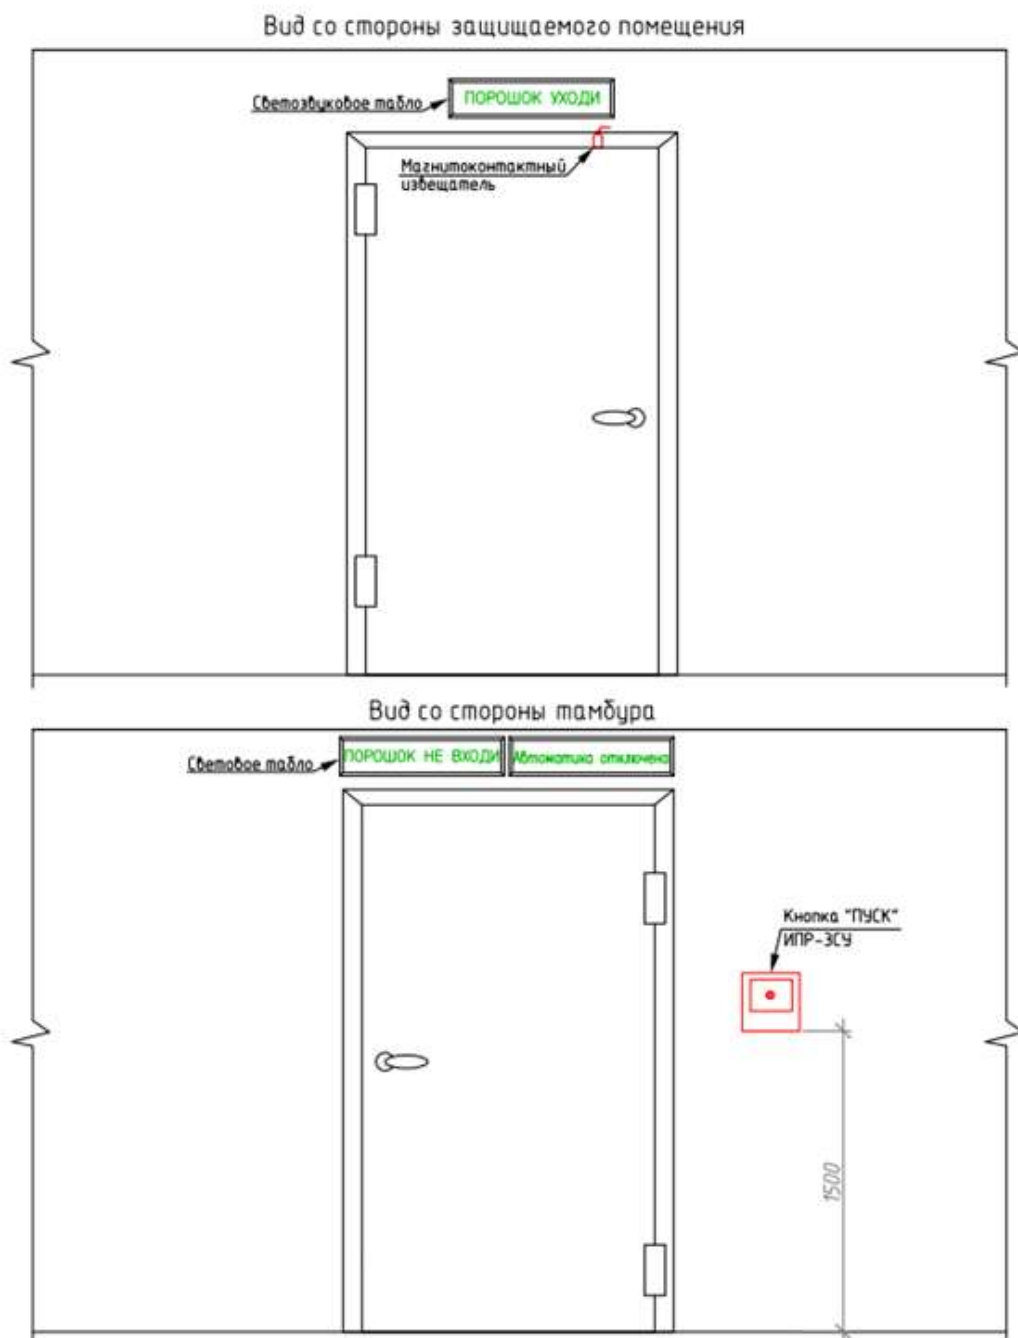 Вид со стороны защищаемого помещения
Светозвуковое табло
ПОРОШОК УХОДИ
Магнитоконтактный
извещатель
Вид со стороны тамбура
Световое табло
ПОРОШОК НЕ ВХОДИ
Автоматика отключена
Кнопка "ПУСК"
ИПР-3СУ
1500